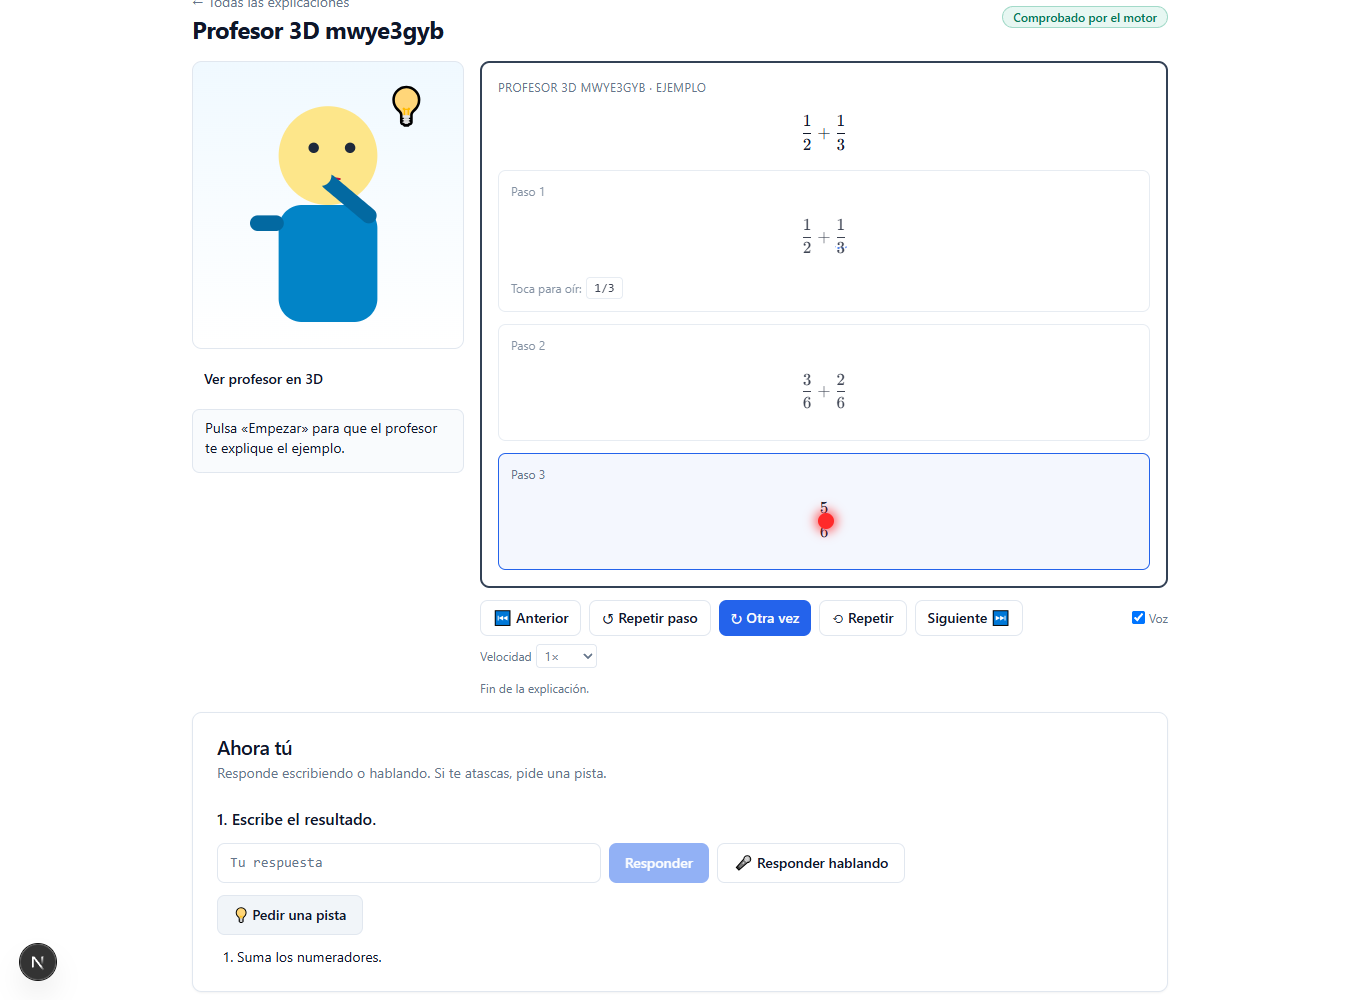 ← Todas las explicaciones
Profesor 3D mwye3gyb
Comprobado por el motor
Ver profesor en 3D
Pulsa «Empezar» para que el profesor
te explique el ejemplo.
PROFESOR 3D MWYE3GYB · EJEMPLO
1/2 + 1/3
Paso 1
1/2 + 1/3
Toca para oír: 1/3
Paso 2
3/6 + 2/6
Paso 3
5/6
⏮ Anterior ↺ Repetir paso ↻ Otra vez ⟲ Repetir Siguiente ⏭ Voz
Velocidad 1×
Fin de la explicación.
Ahora tú
Responde escribiendo o hablando. Si te atascas, pide una pista.
1. Escribe el resultado.
Tu respuesta Responder Responder hablando
Pedir una pista
1. Suma los numeradores.
N